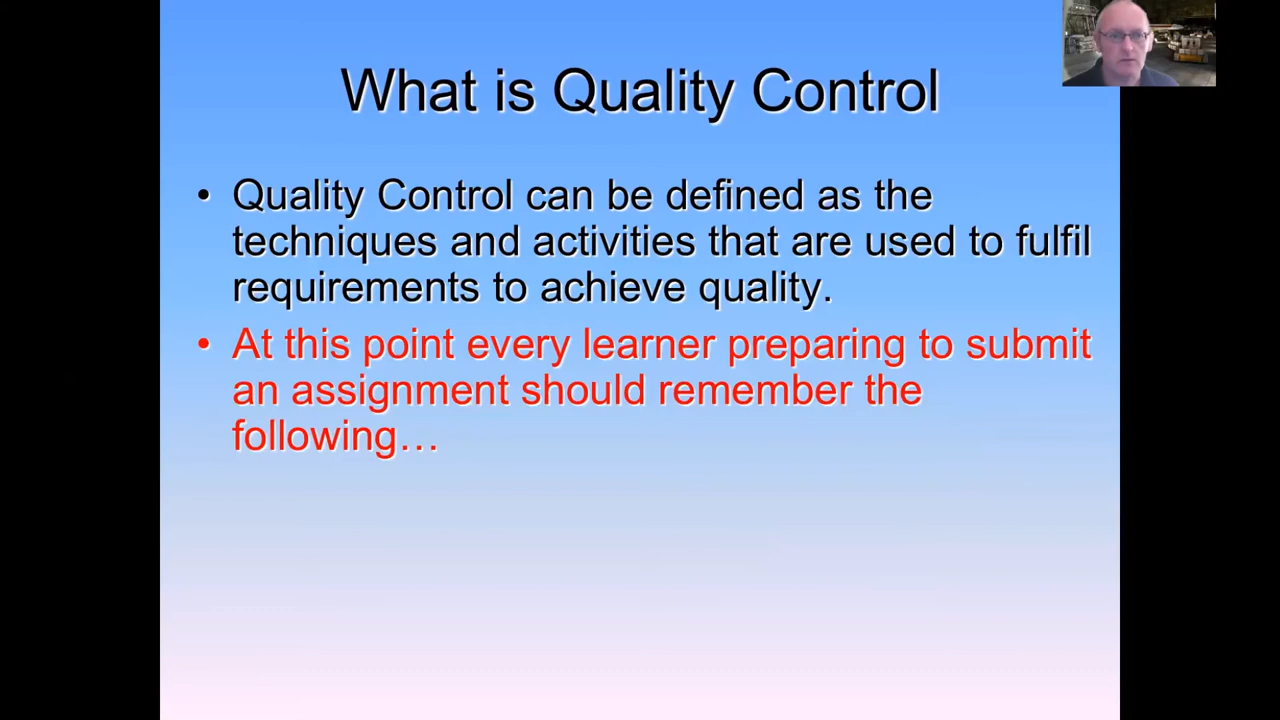 What is Quality Control
• Quality Control can be defined as the
techniques and activities that are used to fulfil
requirements to achieve quality.
• At this point every learner preparing to submit
an assignment should remember the
following…